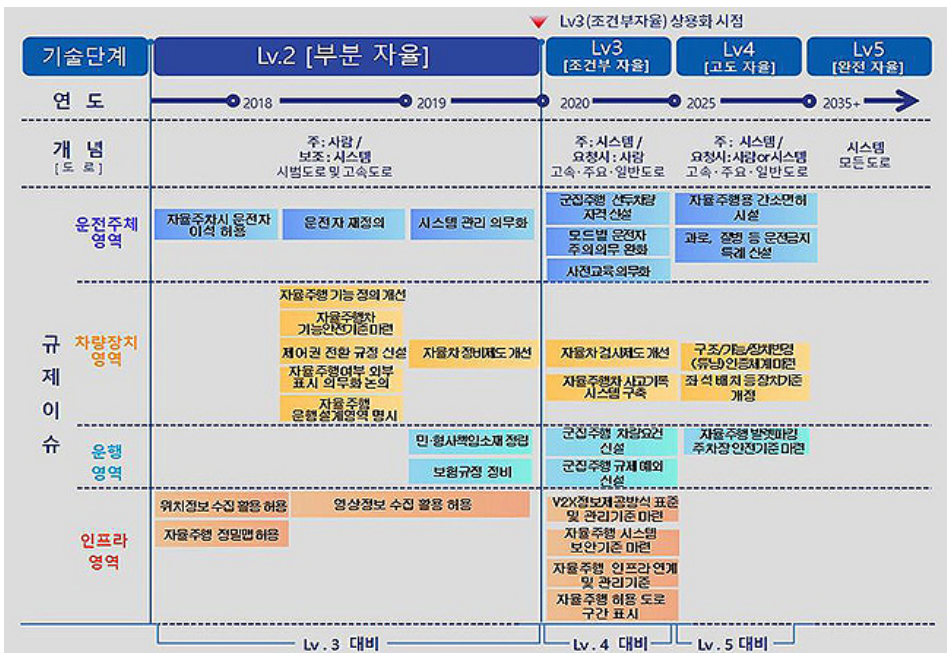 Lv3(조건부자율) 상용화 시점
기술단계
Lv.2 [부분 자율]
Lv3
[조건부 자율]
Lv4
[고도 자율]
Lv5
[완전 자율]
연 도
2018
2019
2020
2025
2035+
개 념
[도 로]
주:사람/
보조:시스템
시범도로 및 고속도로
주:시스템/
요청시:사람
고속·주요·일반도로
주:시스템/
요청시:사람or시스템
고속·주요·일반도로
시스템
모든도로
규제이슈
운전주체
영역
자율주차시 운전자
이석 허용
운전자 재정의
시스템 관리 의무화
군집주행 선두차량
자격 신설
모드별 운전자
주의의무 완화
사전교육 의무화
자율주행용 간소면허
시설
과로, 질병 등 운전금지
특례 신설
차량장치
영역
자율주행 기능 정의 개선
자율주행차
기능안전기준마련
제어권 전환 규정 신설
자율주행여부 외부
표시 의무화 논의
자율주행
운행설계영역 명시
자율차 정비제도 개선
자율차 검사제도 개선
자율주행차 사고기록
시스템 구축
구조/기능/장치변경
(튜닝) 인증체계마련
좌석 배치 등 장치기준
개정
운행
영역
민·형사책임소재 정립
보험규정 정비
군집주행 차량요건
신설
군집주행 규제 예외
신설
자율주행 발렛파킹
주차장 안전기준 마련
인프라
영역
위치정보 수집 활용 허용
자율주행 정밀맵 허용
영상정보 수집 활용 허용
V2X정보제공방식 표준
및 관리기준 마련
자율주행 시스템
보안기준 마련
자율주행 인프라 연계
및 관리기준
자율주행 허용 도로
구간 표시
Lv.3 대비
Lv.4 대비
Lv.5 대비